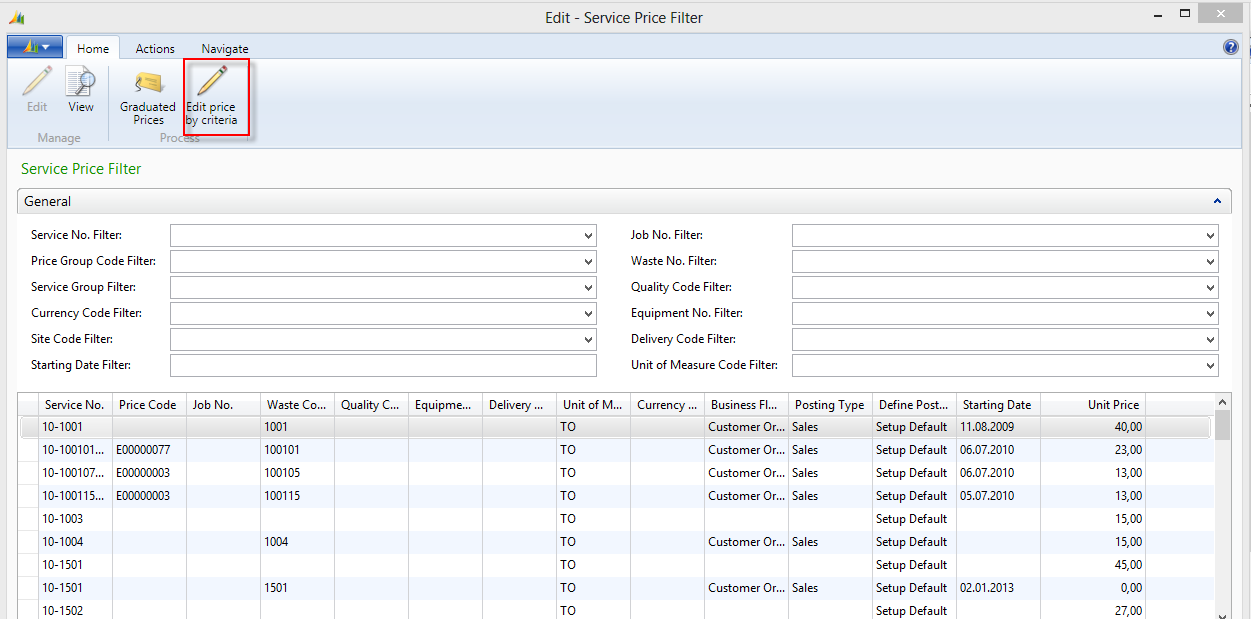 Edit - Service Price Filter
Home Actions Navigate
Edit View Graduated Prices Edit price by criteria
Manage Process
Service Price Filter
General
Service No. Filter: Job No. Filter:
Price Group Code Filter: Waste No. Filter:
Service Group Filter: Quality Code Filter:
Currency Code Filter: Equipment No. Filter:
Site Code Filter: Delivery Code Filter:
Starting Date Filter: Unit of Measure Code Filter:
Service No. Price Code Job No. Waste Co... Quality C... Equipme... Delivery ... Unit of M... Currency ... Business Fl... Posting Type Define Post... Starting Date Unit Price
10-1001 1001 TO Customer Or... Sales Setup Default 11.08.2009 40,00
10-100101... E00000077 100101 TO Customer Or... Sales Setup Default 06.07.2010 23,00
10-100107... E00000003 100105 TO Customer Or... Sales Setup Default 06.07.2010 13,00
10-100115... E00000003 100115 TO Customer Or... Sales Setup Default 05.07.2010 13,00
10-1003 TO Setup Default 15,00
10-1004 1004 TO Customer Or... Sales Setup Default 15,00
10-1501 TO Setup Default 45,00
10-1501 1501 TO Customer Or... Sales Setup Default 02.01.2013 0,00
10-1502 TO Setup Default 27,00